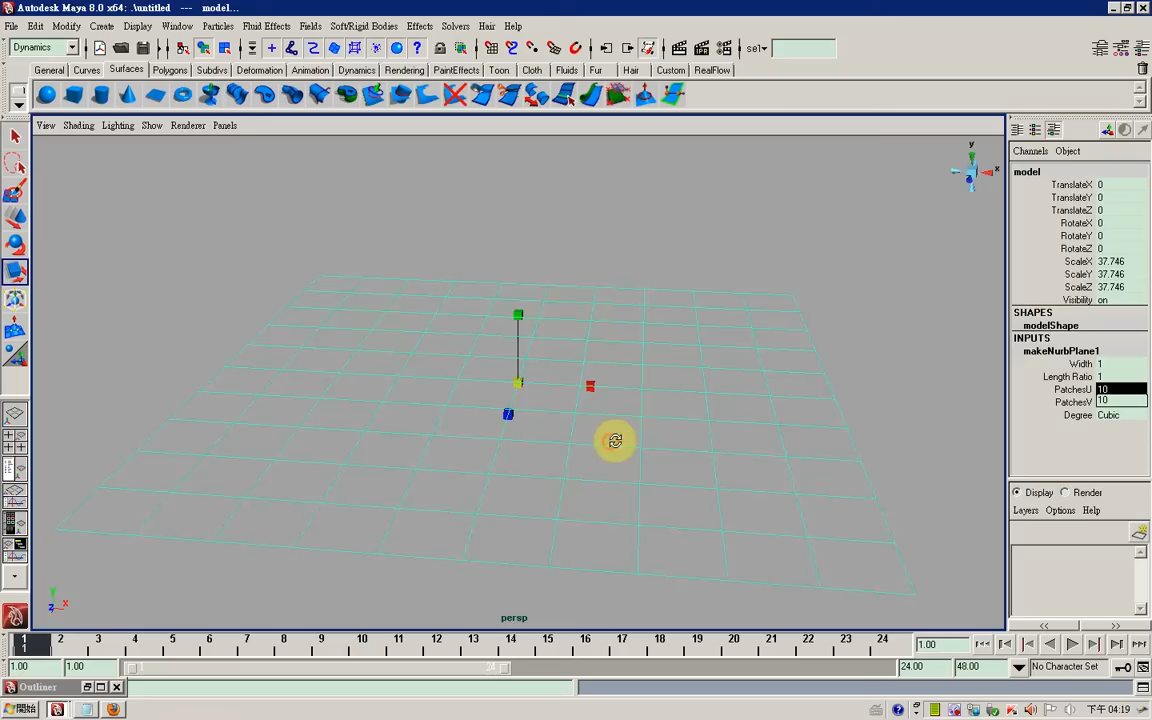 Autodesk Maya 8.0 x64: .\untitled --- model...
File Edit Modify Create Display Window Particles Fluid Effects Fields Soft/Rigid Bodies Effects Solvers Hair Help
Dynamics sel▾
General Curves Surfaces Polygons Subdivs Deformation Animation Dynamics Rendering PaintEffects Toon Cloth Fluids Fur Hair Custom RealFlow
View Shading Lighting Show Renderer Panels
y
x
Channels Object
model
TranslateX 0
TranslateY 0
TranslateZ 0
RotateX 0
RotateY 0
RotateZ 0
ScaleX 37.746
ScaleY 37.746
ScaleZ 37.746
Visibility on
SHAPES
modelShape
INPUTS
makeNurbPlane1
Width 1
Length Ratio 1
PatchesU 10
PatchesV 10
Degree Cubic
Display Render
Layers Options Help
y
z x
persp
1 2 3 4 5 6 7 8 9 10 11 12 13 14 15 16 17 18 19 20 21 22 23 24
1 1.00
1.00 1.00 1 24 24.00 48.00 No Character Set
Outliner
開始 下午 04:19